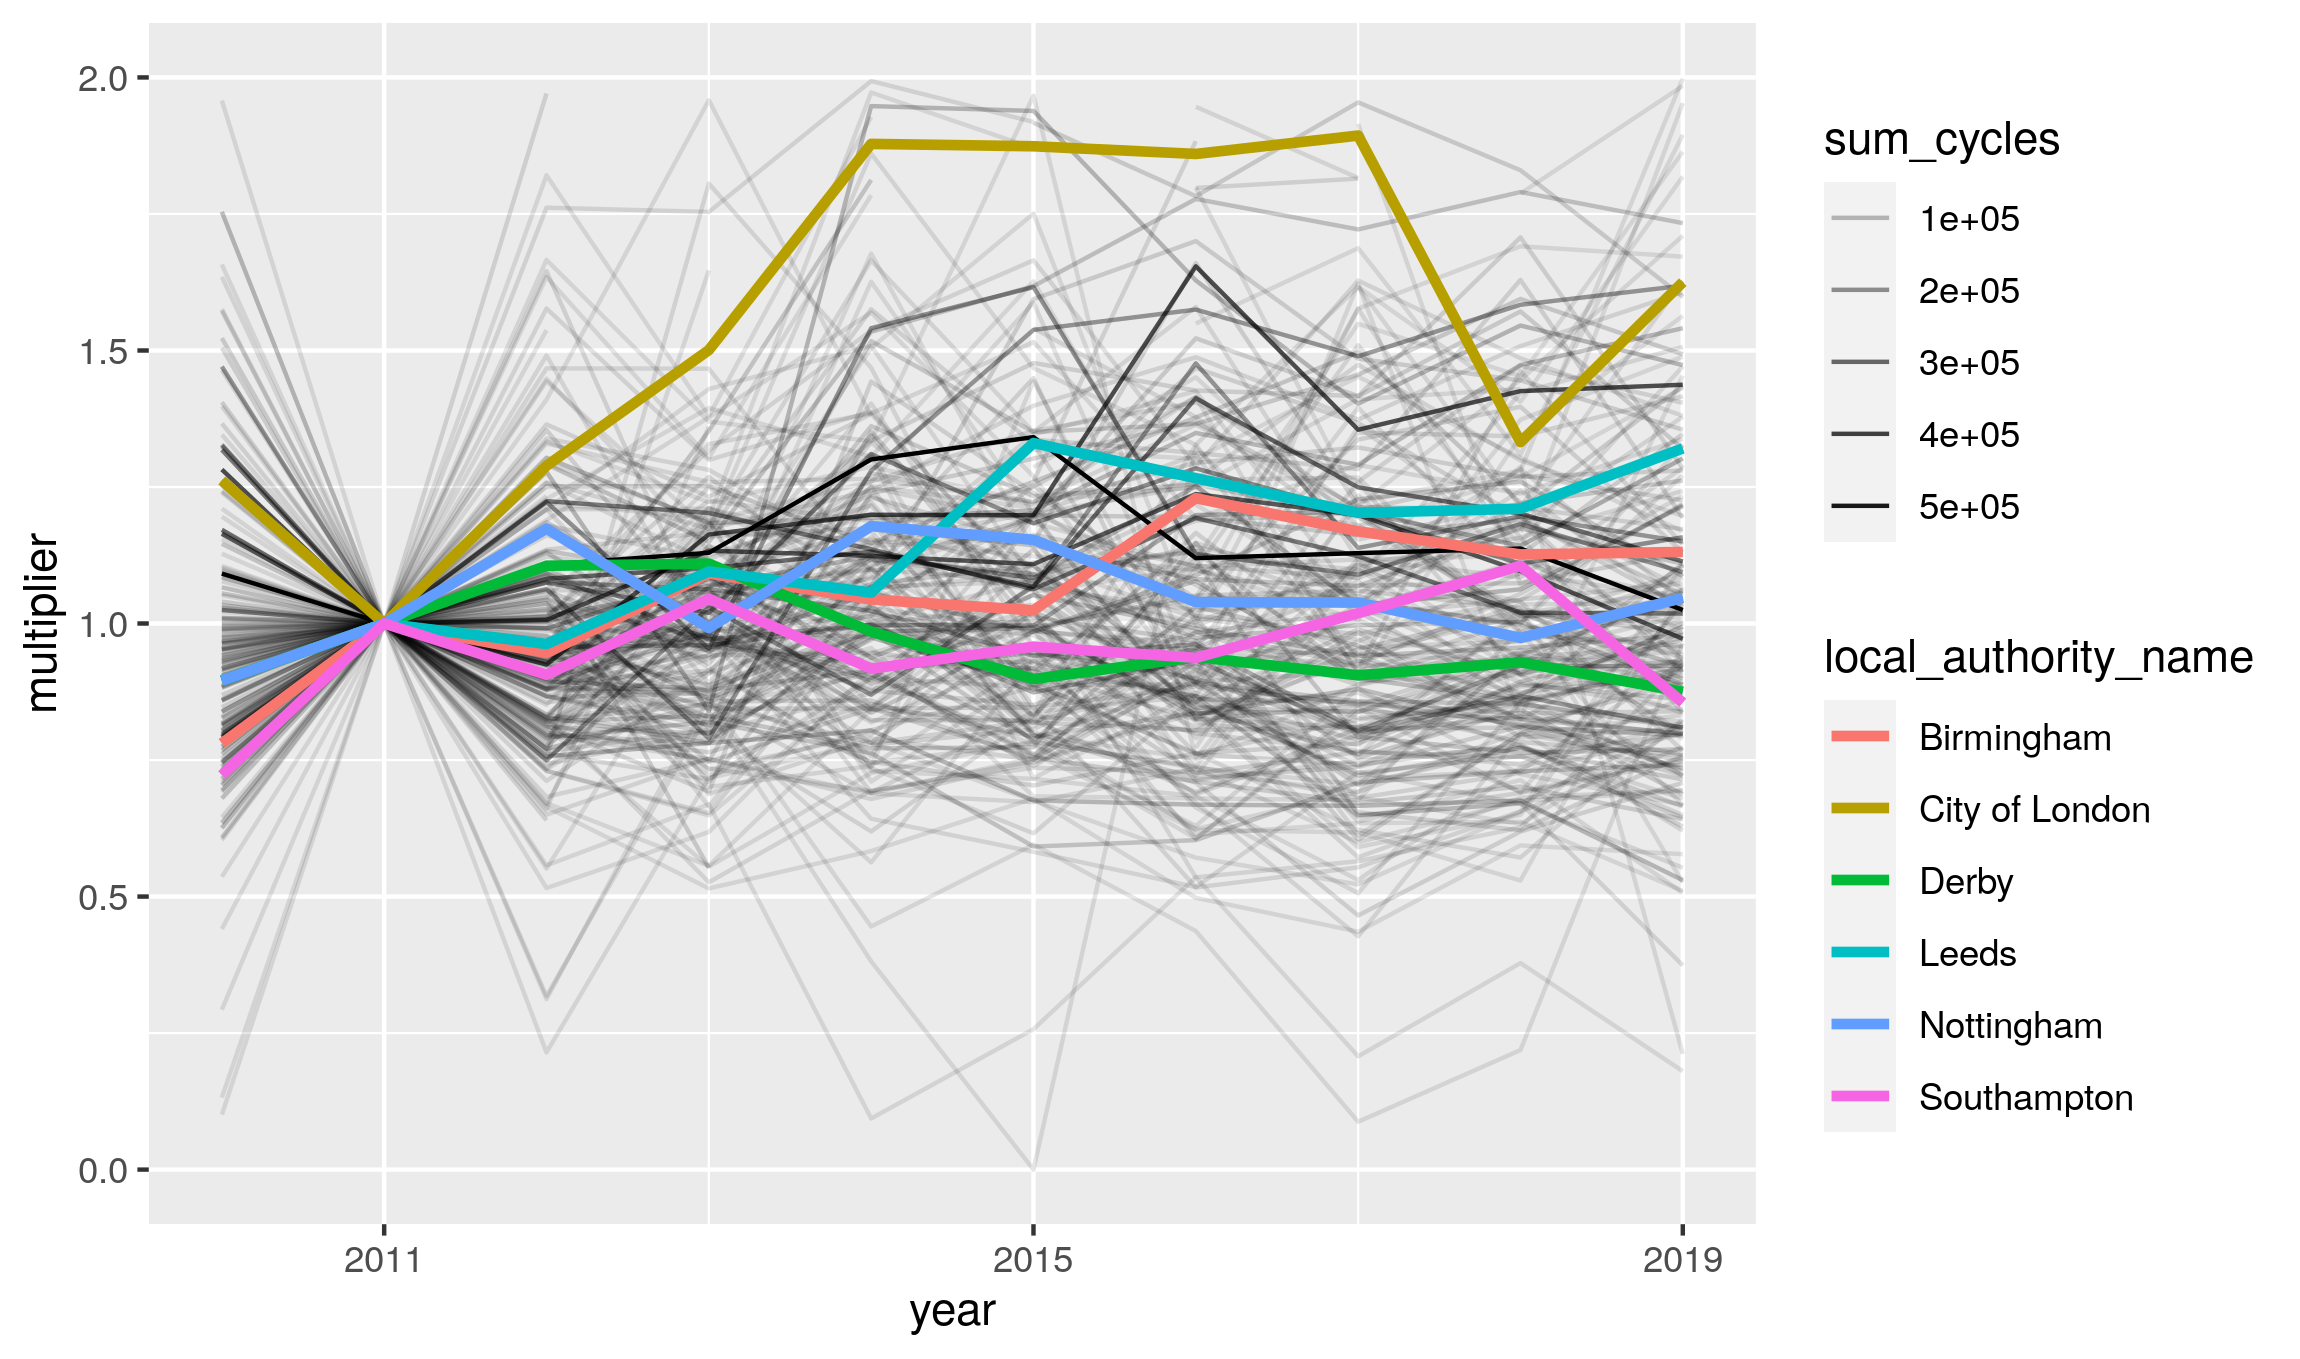 multiplier
2.0
1.5
1.0
0.5
0.0
2011
2015
2019
year
sum_cycles
1e+05
2e+05
3e+05
4e+05
5e+05
local_authority_name
Birmingham
City of London
Derby
Leeds
Nottingham
Southampton